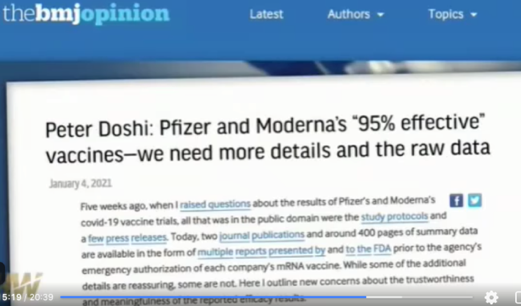 thebmjopinion
Latest Authors Topics
Peter Doshi: Pfizer and Moderna's "95% effective"
vaccines—we need more details and the raw data
January 4, 2021
Five weeks ago, when I raised questions about the results of Pfizer's and Moderna's
covid-19 vaccine trials, all that was in the public domain were the study protocols and
a few press releases. Today, two journal publications and around 400 pages of summary data
are available in the form of multiple reports presented by and to the FDA prior to the agency's
emergency authorization of each company's mRNA vaccine. While some of the additional
details are reassuring, some are not. Here I outline new concerns about the trustworthiness
and meaningfulness of the reported efficacy results.
5:19 / 20:39